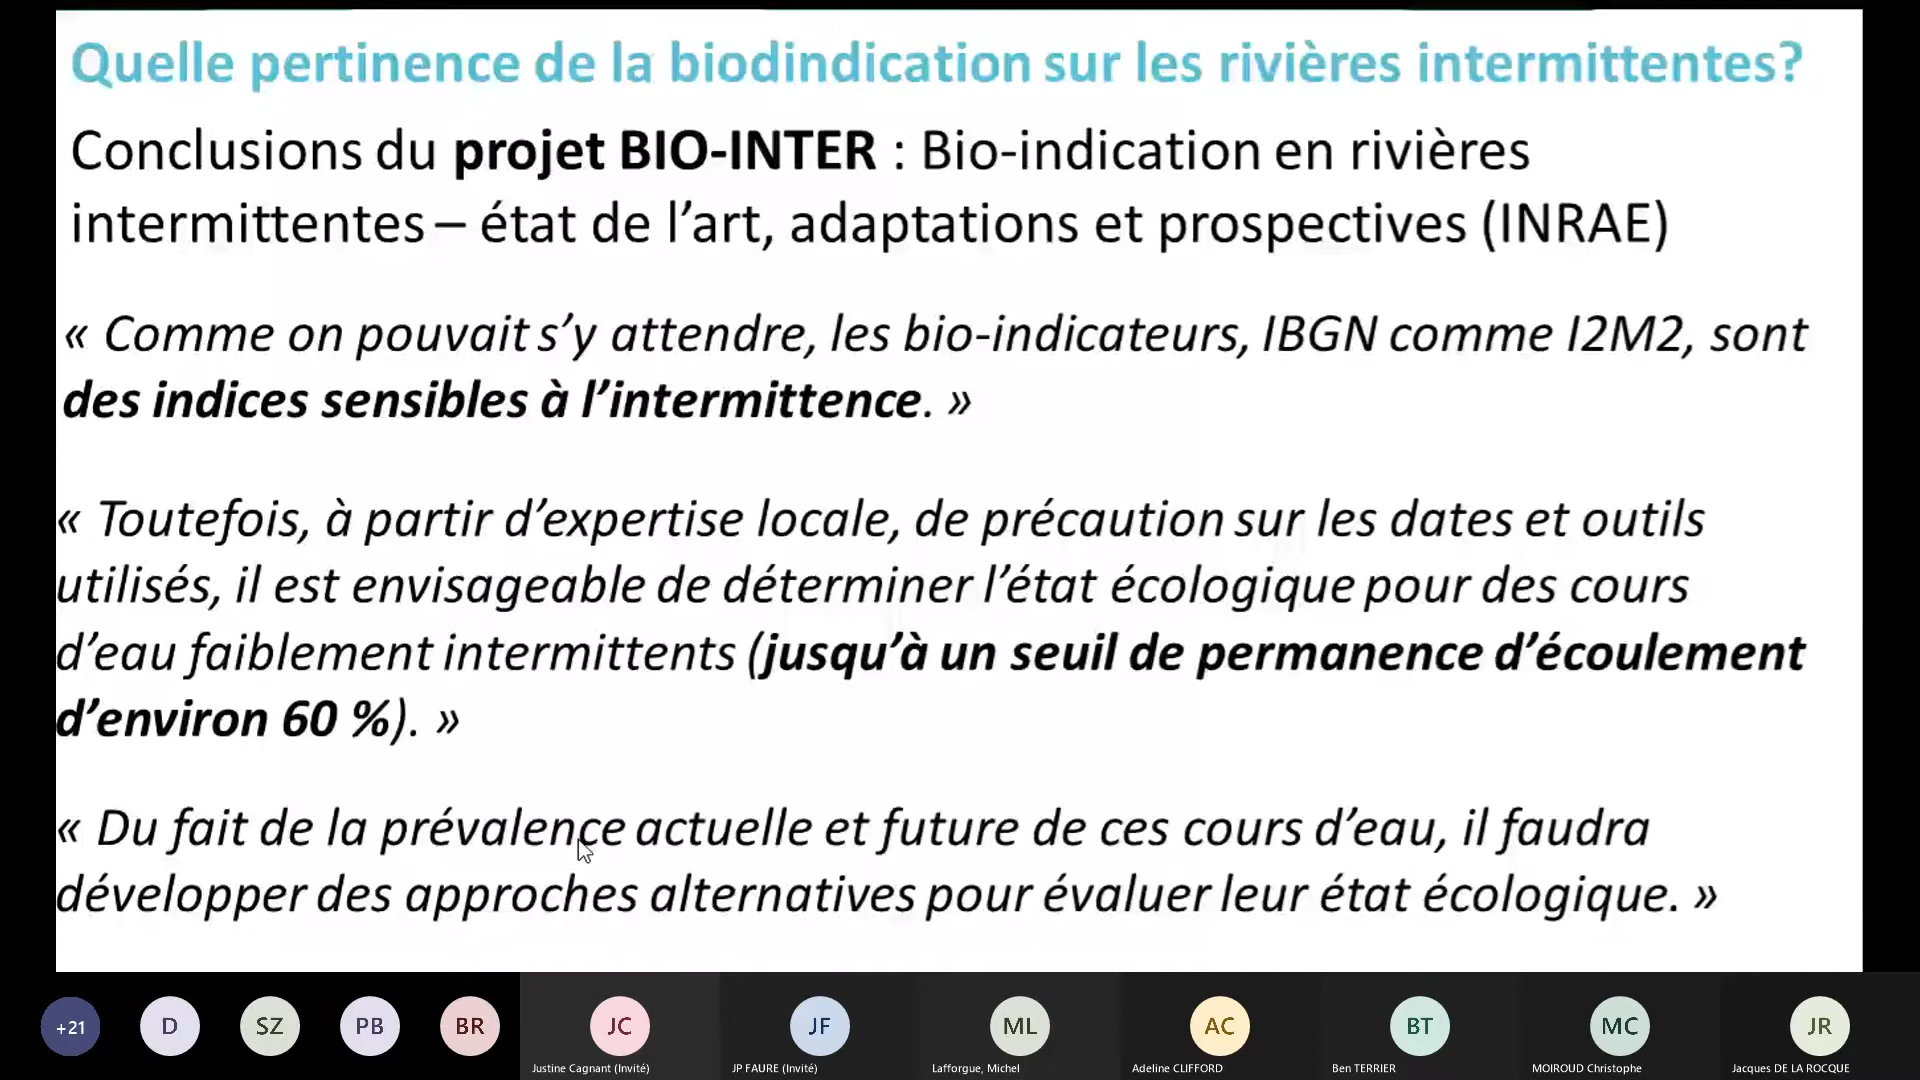 Quelle pertinence de la biodindication sur les rivières intermittentes?
Conclusions du projet BIO-INTER : Bio-indication en rivières
intermittentes – état de l’art, adaptations et prospectives (INRAE)
« Comme on pouvait s’y attendre, les bio-indicateurs, IBGN comme I2M2, sont
des indices sensibles à l’intermittence. »
« Toutefois, à partir d’expertise locale, de précaution sur les dates et outils
utilisés, il est envisageable de déterminer l’état écologique pour des cours
d’eau faiblement intermittents (jusqu’à un seuil de permanence d’écoulement
d’environ 60 %). »
« Du fait de la prévalence actuelle et future de ces cours d’eau, il faudra
développer des approches alternatives pour évaluer leur état écologique. »
+21 D SZ PB BR JC JF ML AC BT MC JR
Justine Cagnant (Invité) JP FAURE (Invité) Lafforgue, Michel Adeline CLIFFORD Ben TERRIER MOIROUD Christophe Jacques DE LA ROCQUE